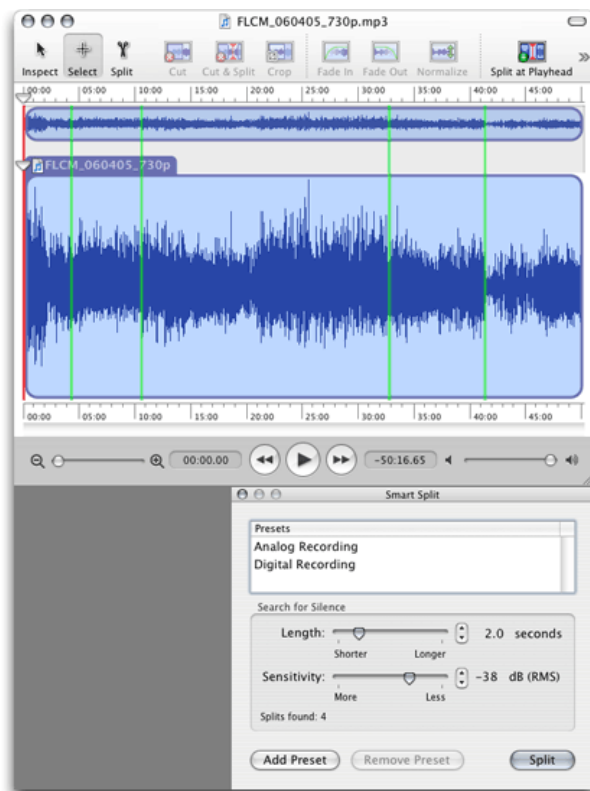 FLCM_060405_730p.mp3
Inspect Select Split Cut Cut & Split Crop Fade In Fade Out Normalize Split at Playhead »
00:00 05:00 10:00 15:00 20:00 25:00 30:00 35:00 40:00 45:00
FLCM_060405_730p
00:00 05:00 10:00 15:00 20:00 25:00 30:00 35:00 40:00 45:00
00:00.00 -50:16.65
Smart Split
Presets
Analog Recording
Digital Recording
Search for Silence
Length: 2.0 seconds
Shorter Longer
Sensitivity: -38 dB (RMS)
More Less
Splits found: 4
Add Preset Remove Preset Split